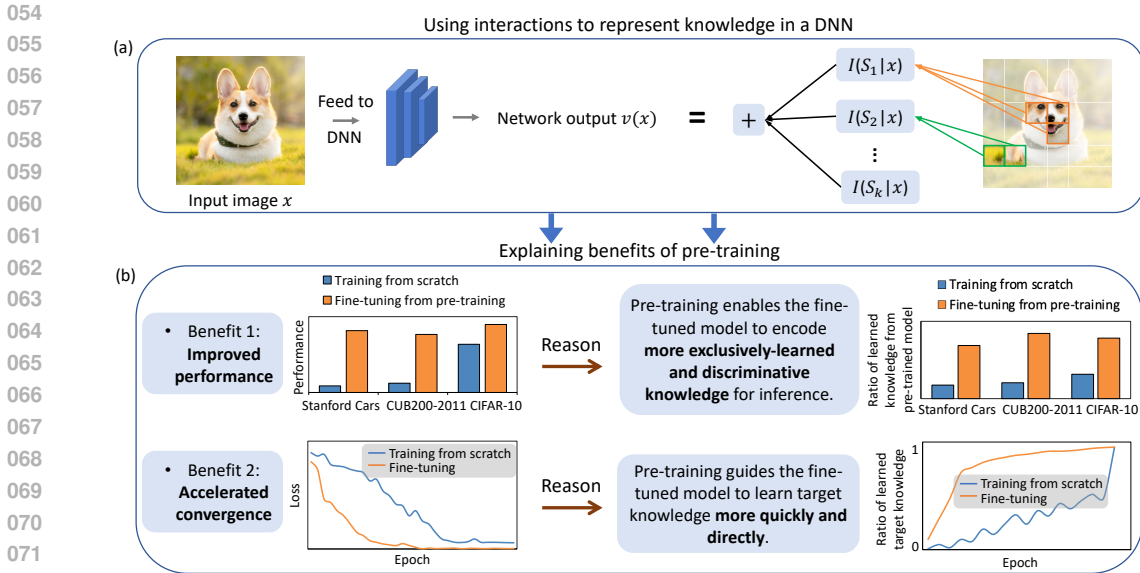 054
055
056
057
058
059
060
061
062
063
064
065
066
067
068
069
070
071
Using interactions to represent knowledge in a DNN
(a)
Input image x
Feed to
DNN
Network output v(x)
=
+
I(S₁|x)
I(S₂|x)
⋮
I(Sₖ|x)
Explaining benefits of pre-training
(b)
• Benefit 1:
Improved
performance
Training from scratch
Fine-tuning from pre-training
Performance
Stanford Cars CUB200-2011 CIFAR-10
Reason
Pre-training enables the fine-
tuned model to encode
more exclusively-learned
and discriminative
knowledge for inference.
Training from scratch
Fine-tuning from pre-training
Ratio of learned
knowledge from
pre-trained model
Stanford Cars CUB200-2011 CIFAR-10
• Benefit 2:
Accelerated
convergence
Training from scratch
Fine-tuning
Loss
Epoch
Reason
Pre-training guides the fine-
tuned model to learn target
knowledge more quickly and
directly.
Ratio of learned
target knowledge
1
0
Training from scratch
Fine-tuning
Epoch